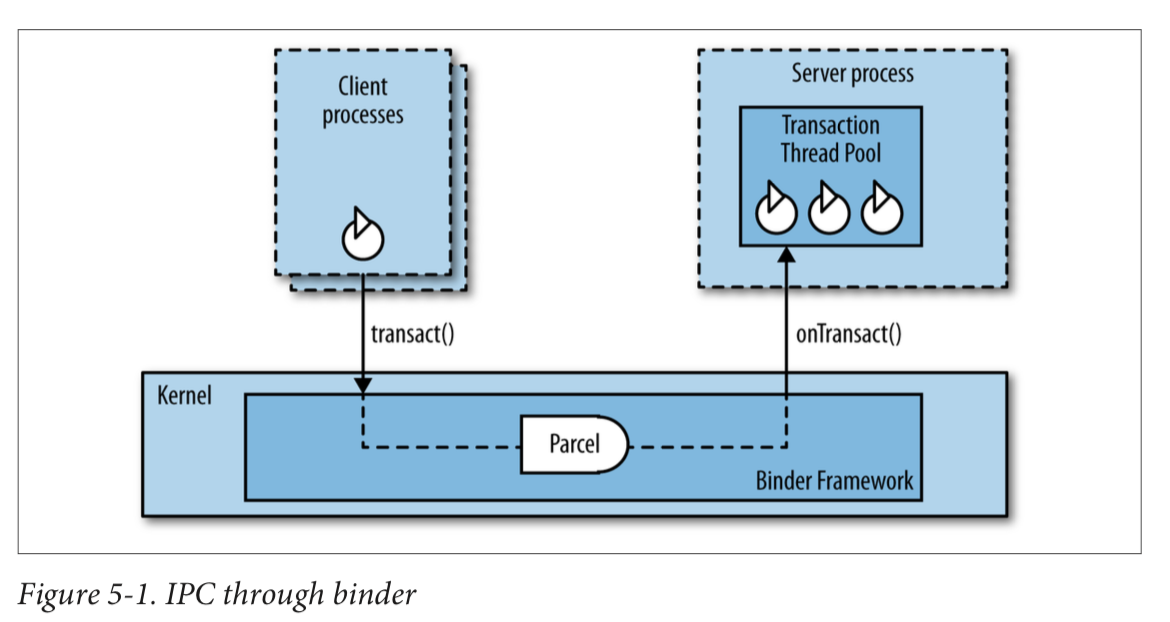 Client
processes
Server process
Transaction
Thread Pool
transact()
onTransact()
Kernel
Parcel
Binder Framework
Figure 5-1. IPC through binder